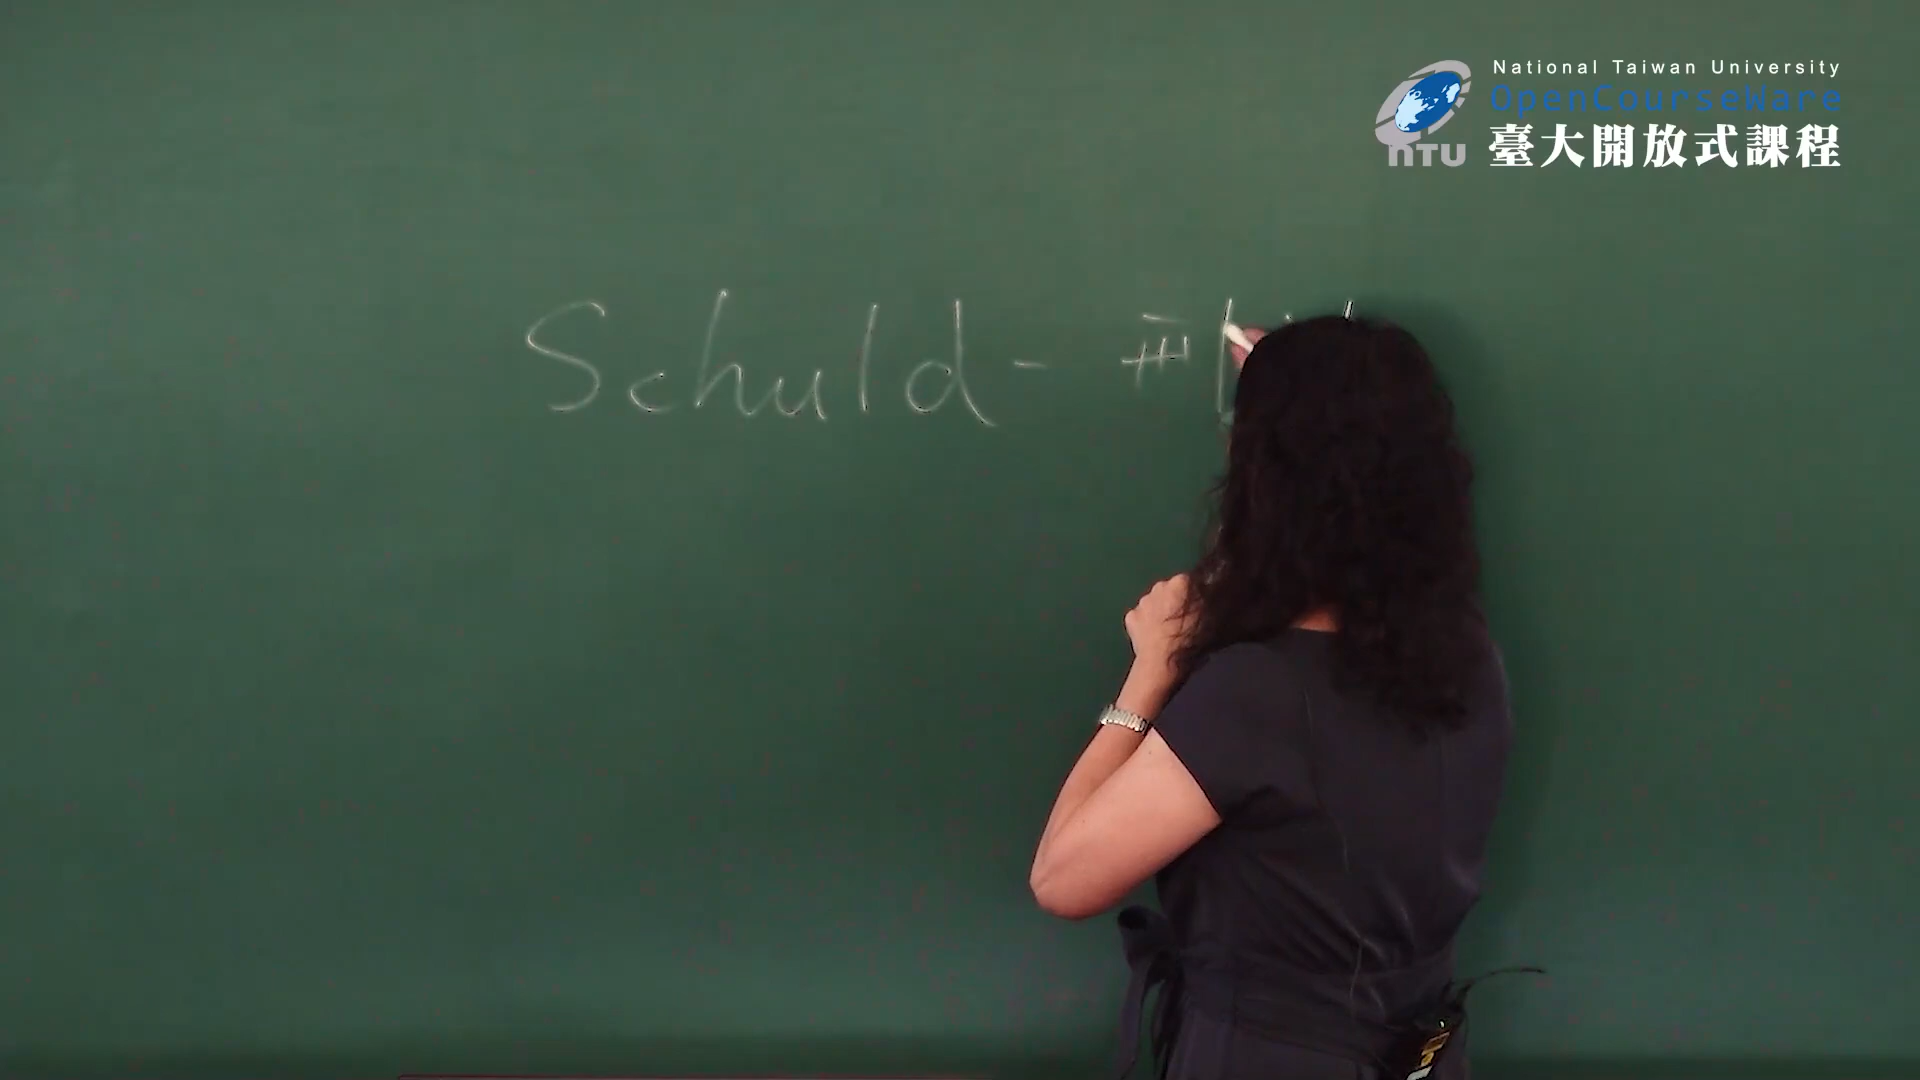 National Taiwan University
OpenCourseWare
nTU 臺大開放式課程
Schuld -